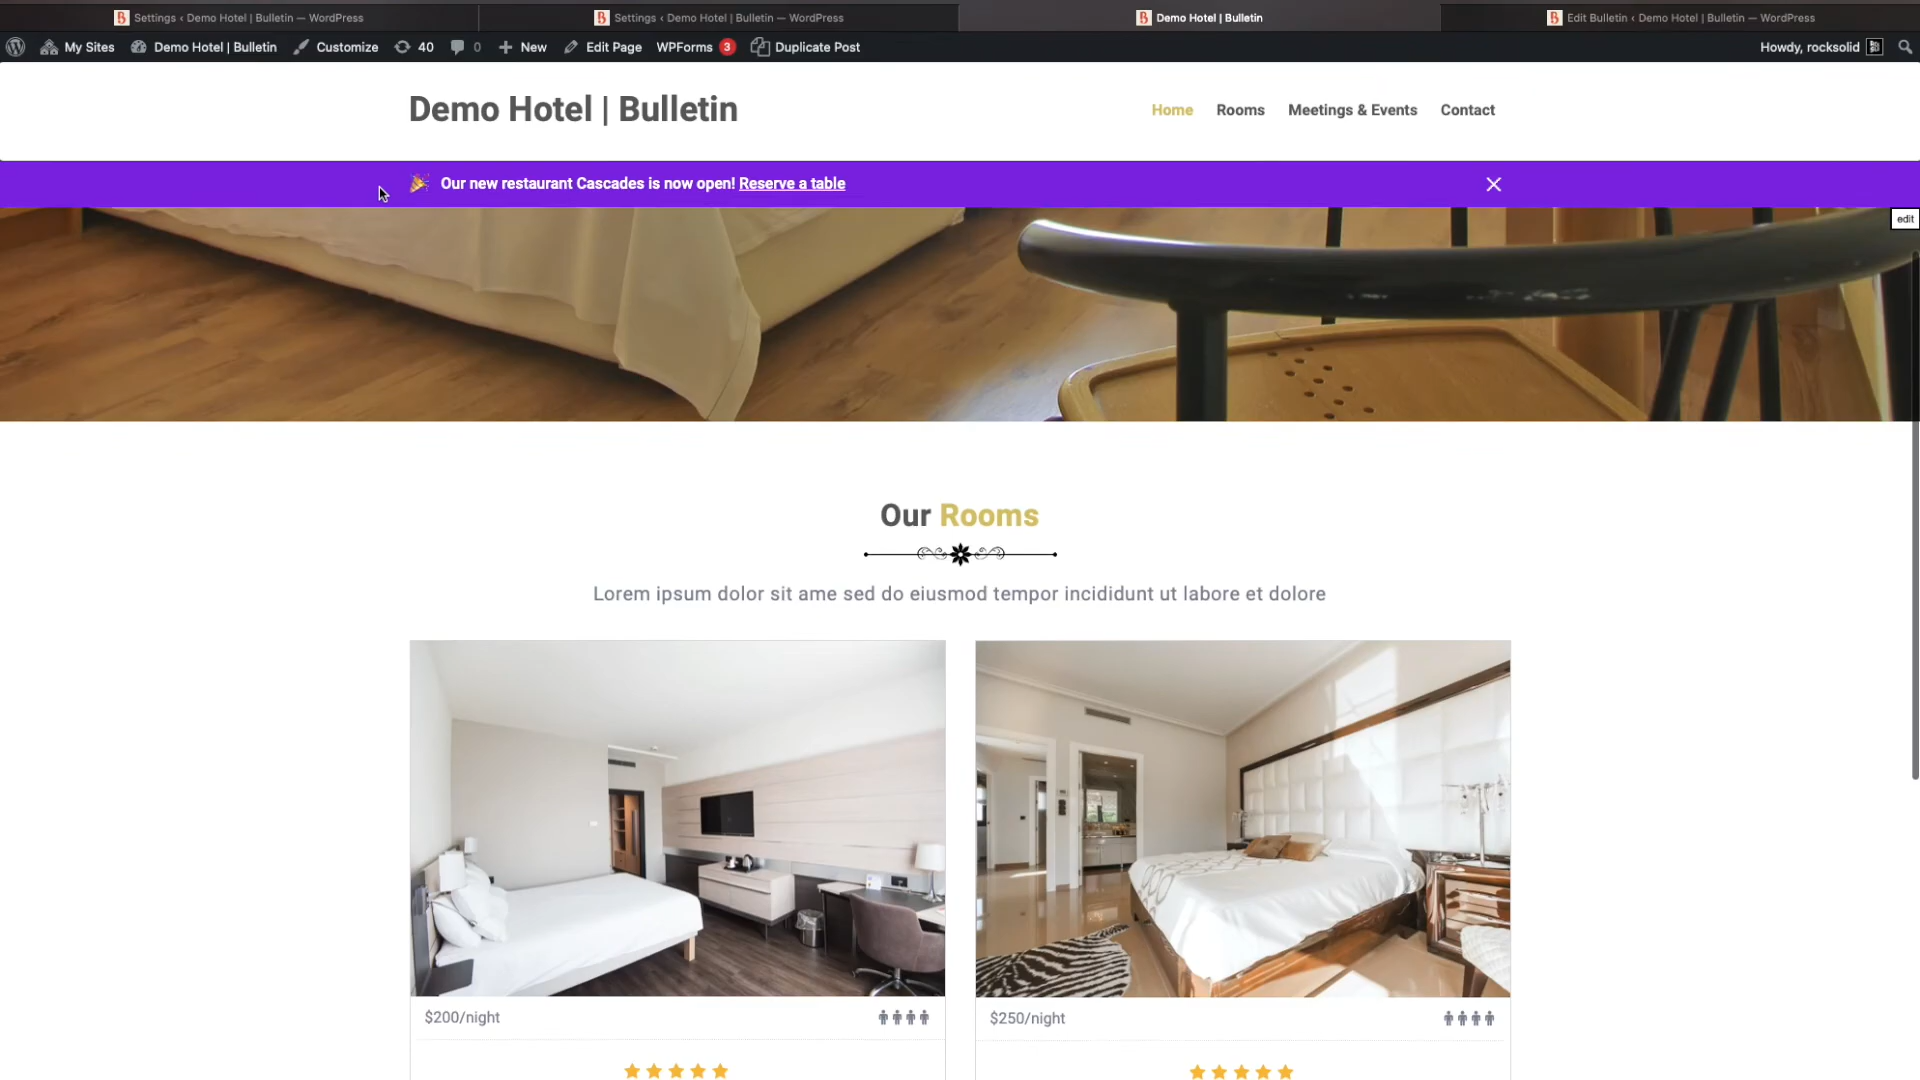 Settings ‹ Demo Hotel | Bulletin — WordPress
Settings ‹ Demo Hotel | Bulletin — WordPress
Demo Hotel | Bulletin
Edit Bulletin ‹ Demo Hotel | Bulletin — WordPress
My Sites Demo Hotel | Bulletin Customize 40 0 New Edit Page WPForms 3 Duplicate Post Howdy, rocksolid
Demo Hotel | Bulletin
Home Rooms Meetings & Events Contact
🎉 Our new restaurant Cascades is now open! Reserve a table
edit
Our Rooms
Lorem ipsum dolor sit ame sed do eiusmod tempor incididunt ut labore et dolore
$200/night
$250/night